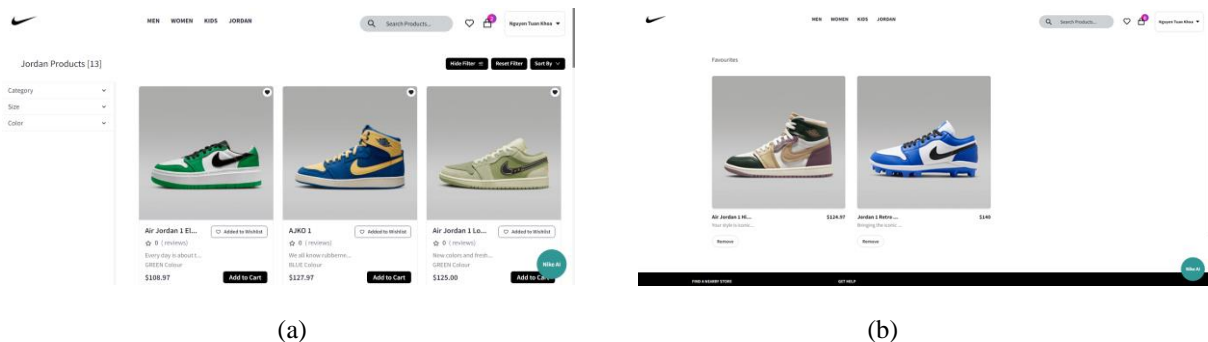 MEN WOMEN KIDS JORDAN Search Products... Nguyen Tuan Khoa
Jordan Products [13] Hide Filter Reset Filter Sort By
Category
Size
Color
Air Jordan 1 El... Added to Wishlist
0 ( reviews)
Every day is about t...
GREEN Colour
$108.97 Add to Cart
AJKO 1 Added to Wishlist
0 ( reviews)
We all know rubberme...
BLUE Colour
$127.97 Add to Cart
Air Jordan 1 Lo... Added to Wishlist
0 ( reviews)
New colors and fresh...
GREEN Colour
$125.00 Add to Ca
Nike AI
(a)
MEN WOMEN KIDS JORDAN Search Products... Nguyen Tuan Khoa
Favourites
Air Jordan 1 Hi... $124.97
Your style is iconic...
Remove
Jordan 1 Retro ... $140
Bringing the iconic ...
Remove
Nike AI
FIND A NEARBY STORE GET HELP
(b)